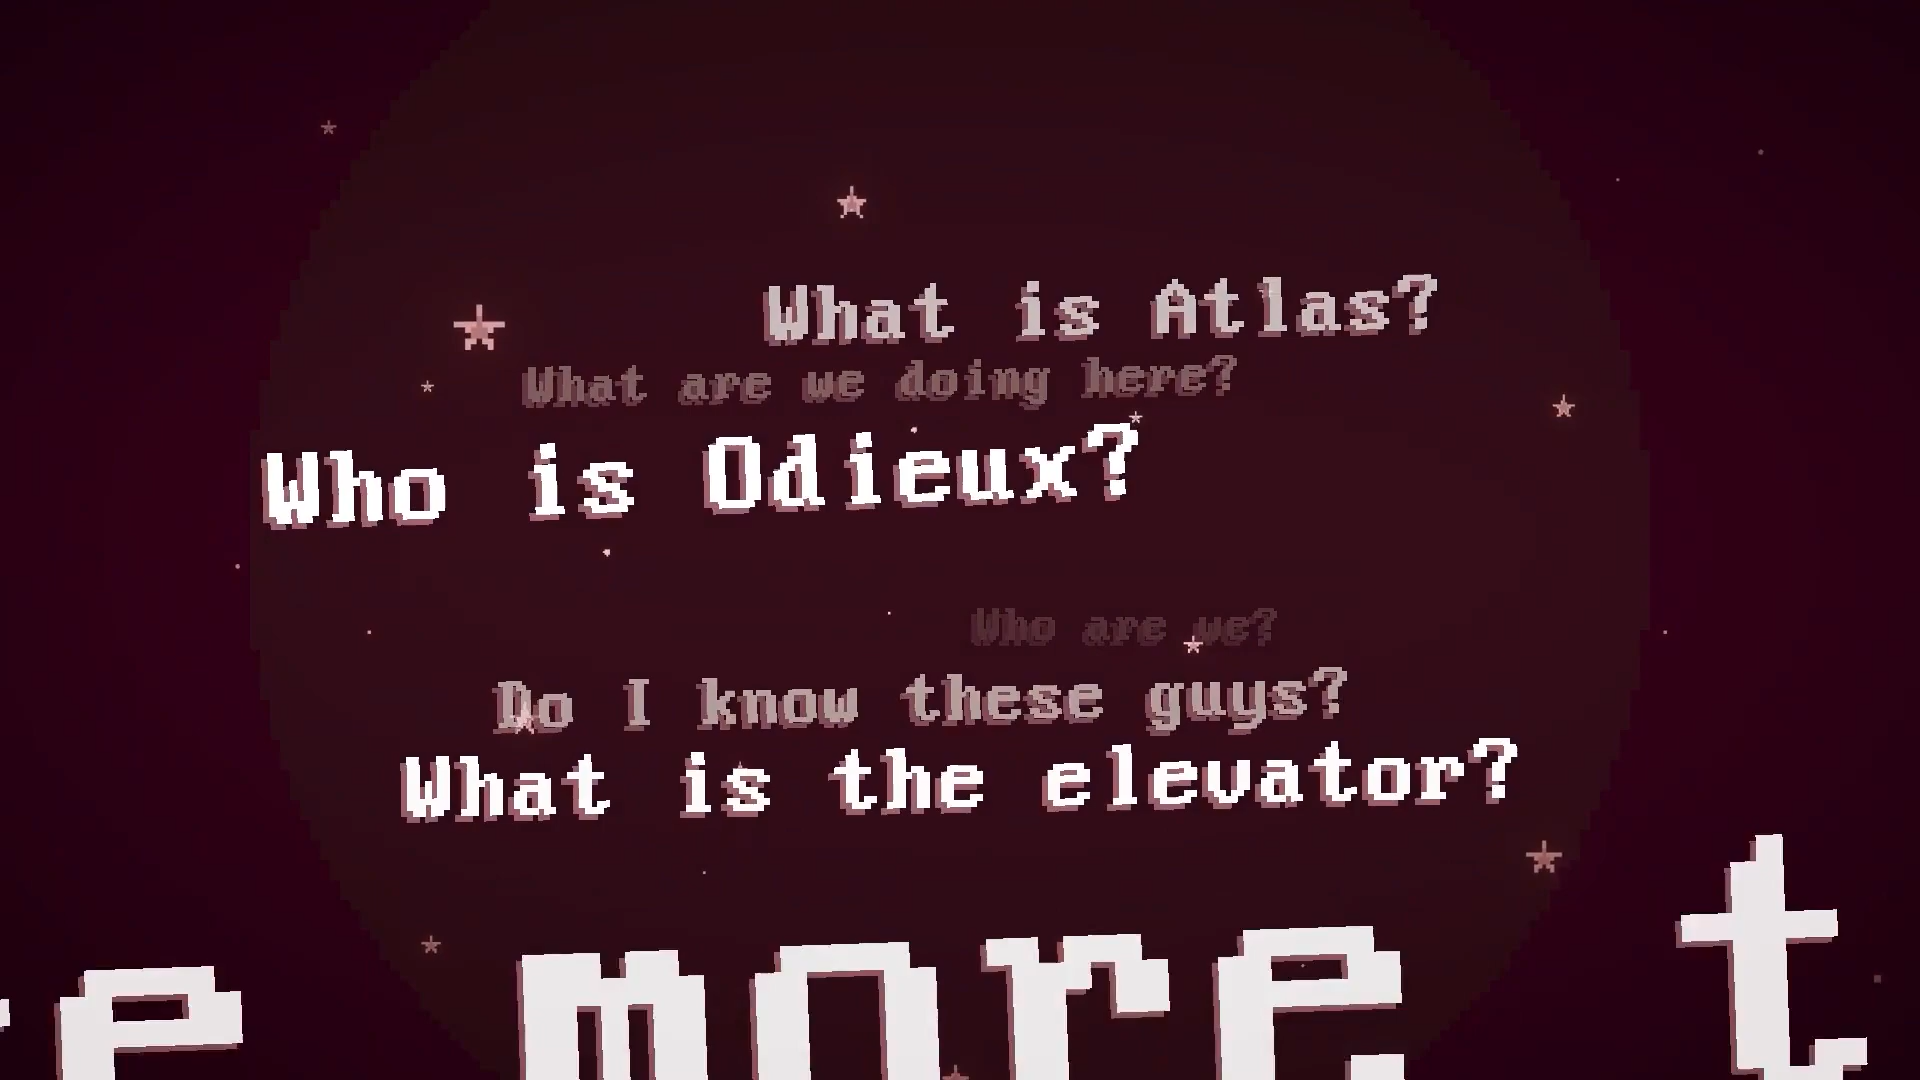 What is Atlas?
What are we doing here?
Who is Odieux?
Who are we?
Do I know these guys?
What is the elevator?
more